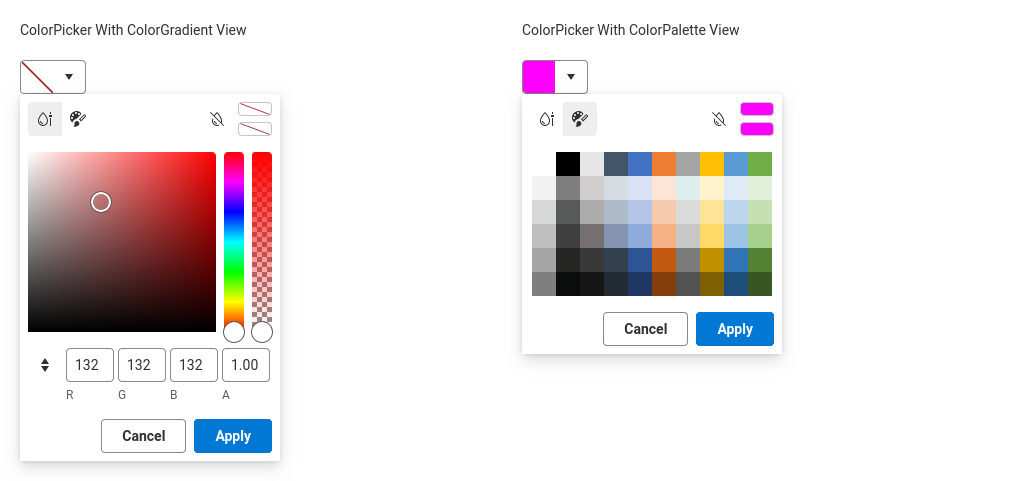 ColorPicker With ColorGradient View
132 132 132 1.00
R G B A
Cancel Apply
ColorPicker With ColorPalette View
Cancel Apply